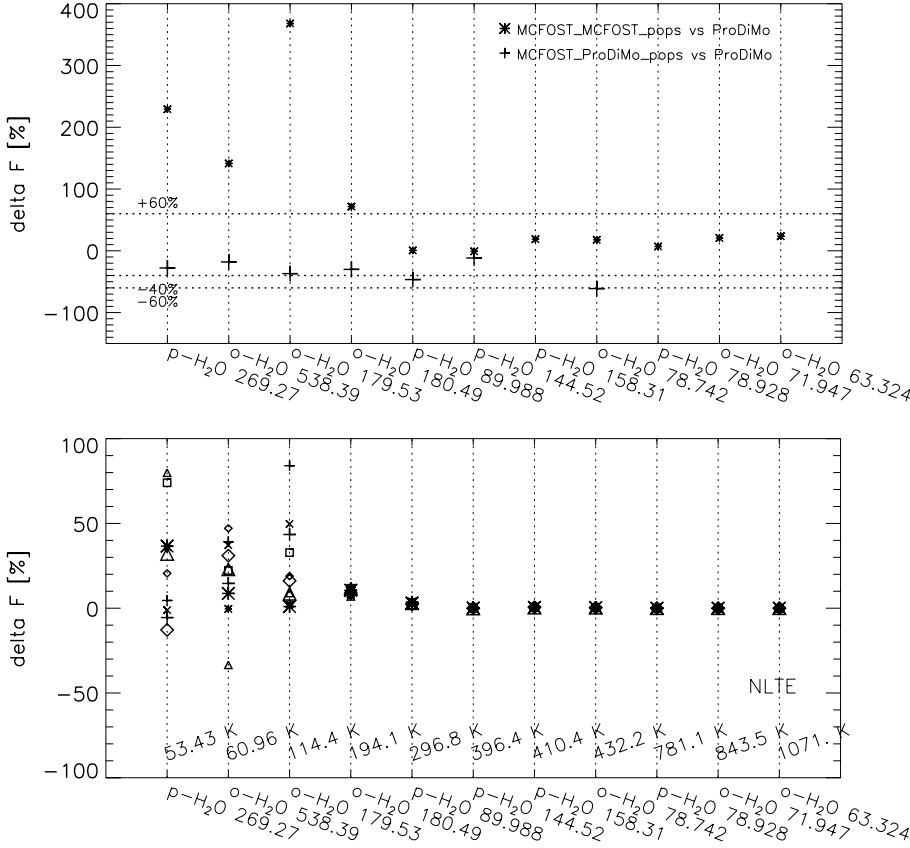 400
300
200
100
0
−100
delta F [%]
✳ MCFOST_MCFOST_pops vs ProDiMo
+ MCFOST_ProDiMo_pops vs ProDiMo
+60%
−40%
−60%
p−H₂O 269.27
o−H₂O 538.39
o−H₂O 179.53
o−H₂O 180.49
p−H₂O 89.988
p−H₂O 144.52
p−H₂O 158.31
o−H₂O 78.742
p−H₂O 78.928
o−H₂O 71.947
o−H₂O 63.324
100
50
0
−50
−100
delta F [%]
NLTE
53.43 K
60.96 K
114.4 K
194.1 K
296.8 K
396.4 K
410.4 K
432.2 K
781.1 K
843.5 K
1071. K
p−H₂O 269.27
o−H₂O 538.39
o−H₂O 179.53
o−H₂O 180.49
p−H₂O 89.988
p−H₂O 144.52
p−H₂O 158.31
o−H₂O 78.742
p−H₂O 78.928
o−H₂O 71.947
o−H₂O 63.324